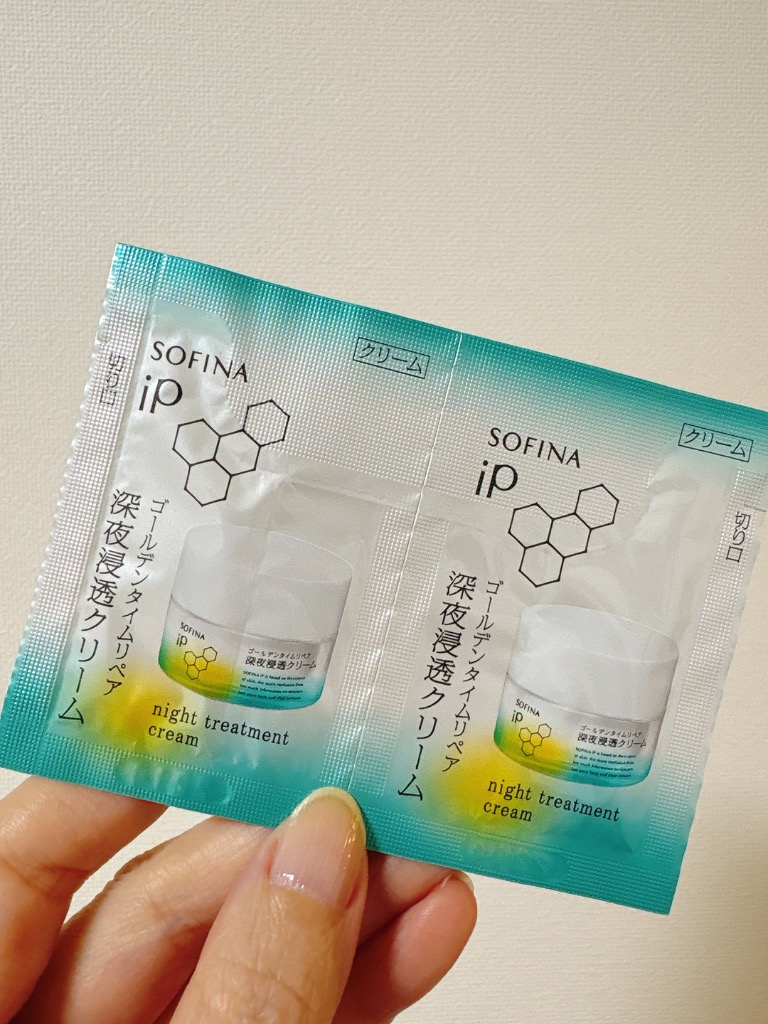 切り口
SOFINA
iP
クリーム
ゴールデンタイムリペア
深夜浸透クリーム
SOFINA
iP
ゴールデンタイムリペア
深夜浸透クリーム
night treatment
cream
SOFINA
iP
クリーム
切り口
ゴールデンタイムリペア
深夜浸透クリーム
SOFINA
iP
ゴールデンタイムリペア
深夜浸透クリーム
night treatment
cream